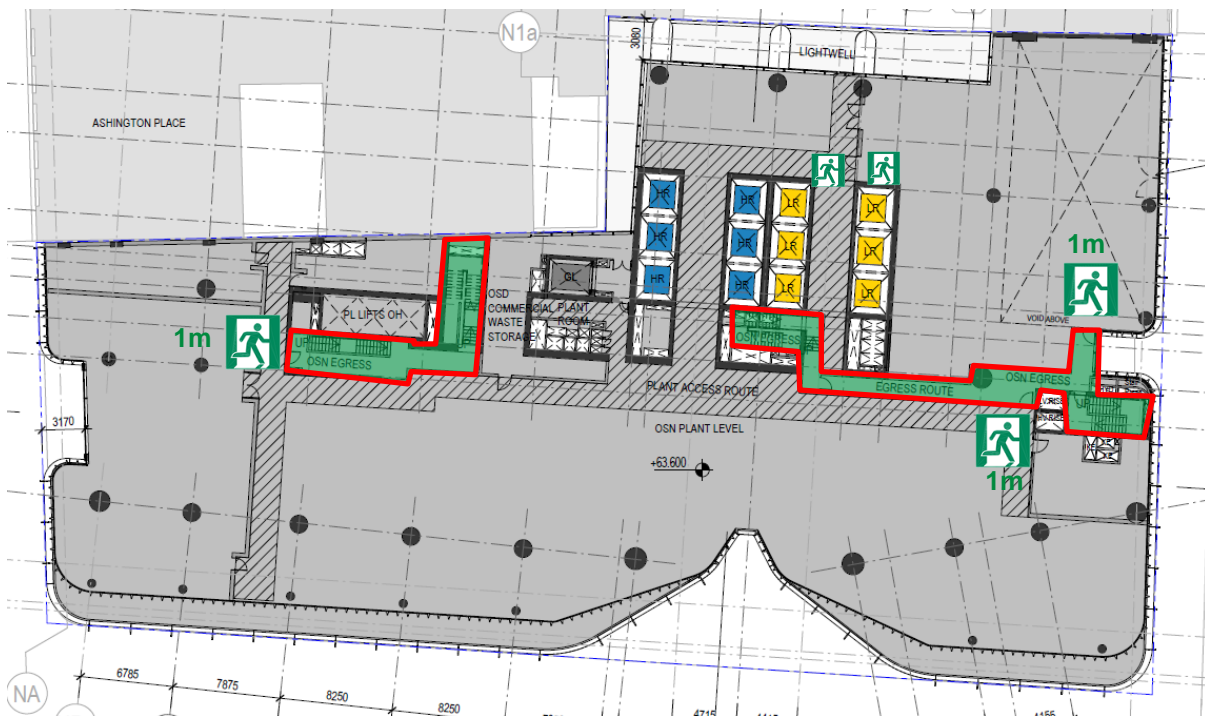 N1a
3080
LIGHTWELL
ASHINGTON PLACE
HR
HR
LR
LR
HR
HR
LR
LR
HR
HR
LR
LR
1m
GL
OSD
COMMERCIAL
WASTE
STORAGE
PLANT
ROOM
PL LIFTS OH
VOID ABOVE
1m
UP
OSN EGRESS
OSN EGRESS
OSN EGRESS
PLANT ACCESS ROUTE
EGRESS ROUTE
UP
3170
OSN PLANT LEVEL
+63.600
1m
NA
6785
7875
8250
8250
4715
4155